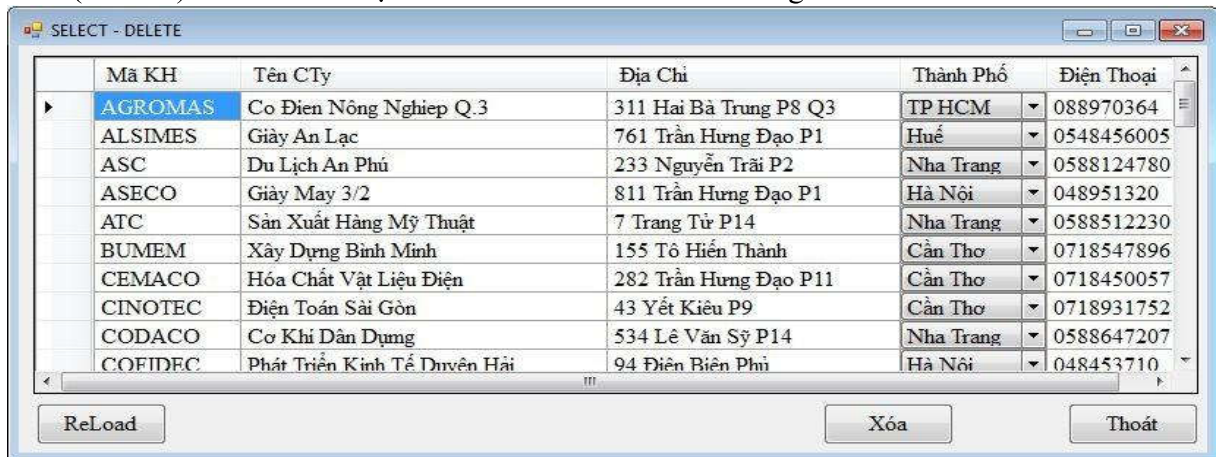 SELECT - DELETE
Mã KH Tên CTy Địa Chỉ Thành Phố Điện Thoại
AGROMAS Co Đien Nông Nghiep Q.3 311 Hai Bà Trung P8 Q3 TP HCM 088970364
ALSIMES Giày An Lạc 761 Trần Hưng Đạo P1 Huế 0548456005
ASC Du Lịch An Phú 233 Nguyễn Trãi P2 Nha Trang 0588124780
ASECO Giày May 3/2 811 Trần Hưng Đạo P1 Hà Nội 048951320
ATC Sản Xuất Hàng Mỹ Thuật 7 Trang Tử P14 Nha Trang 0588512230
BUMEM Xây Dựng Bình Minh 155 Tô Hiến Thành Cần Thơ 0718547896
CEMACO Hóa Chất Vật Liệu Điện 282 Trần Hưng Đạo P11 Cần Thơ 0718450057
CINOTEC Điện Toán Sài Gòn 43 Yết Kiêu P9 Cần Thơ 0718931752
CODACO Cơ Khí Dân Dụmg 534 Lê Văn Sỹ P14 Nha Trang 0588647207
COFIDEC Phát Triển Kinh Tế Duyên Hải 94 Điện Biên Phủ Hà Nội 048453710
ReLoad Xóa Thoát